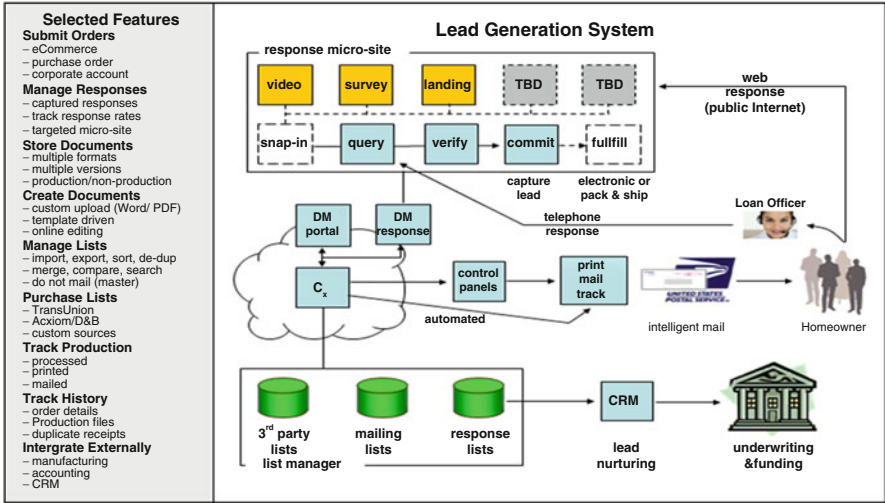 Selected Features
Submit Orders
– eCommerce
– purchase order
– corporate account
Manage Responses
– captured responses
– track response rates
– targeted micro-site
Store Documents
– multiple formats
– multiple versions
– production/non-production
Create Documents
– custom upload (Word/ PDF)
– template driven
– online editing
Manage Lists
– import, export, sort, de-dup
– merge, compare, search
– do not mail (master)
Purchase Lists
– TransUnion
– Acxiom/D&B
– custom sources
Track Production
– processed
– printed
– mailed
Track History
– order details
– Production files
– duplicate receipts
Intergrate Externally
– manufacturing
– accounting
– CRM
Lead Generation System
response micro-site
video
survey
landing
TBD
TBD
snap-in
query
verify
commit
fullfill
capture
lead
electronic or
pack & ship
web
response
(public Internet)
telephone
response
Loan Officer
DM
portal
DM
response
Cx
control
panels
print
mail
track
automated
UNITED STATES
POSTAL SERVICE
intelligent mail
Homeowner
3rd party
lists
list manager
mailing
lists
response
lists
CRM
lead
nurturing
underwriting
&funding